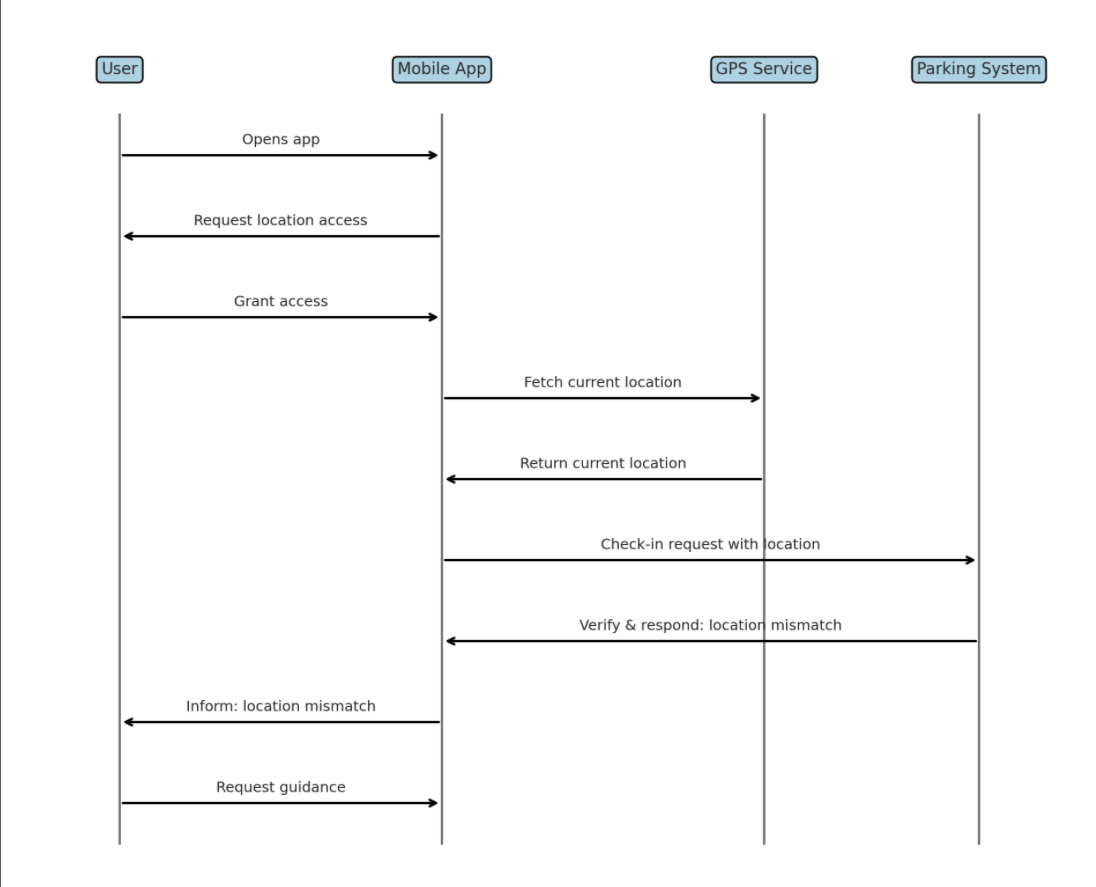 User
Mobile App
GPS Service
Parking System
Opens app
Request location access
Grant access
Fetch current location
Return current location
Check-in request with location
Verify & respond: location mismatch
Inform: location mismatch
Request guidance